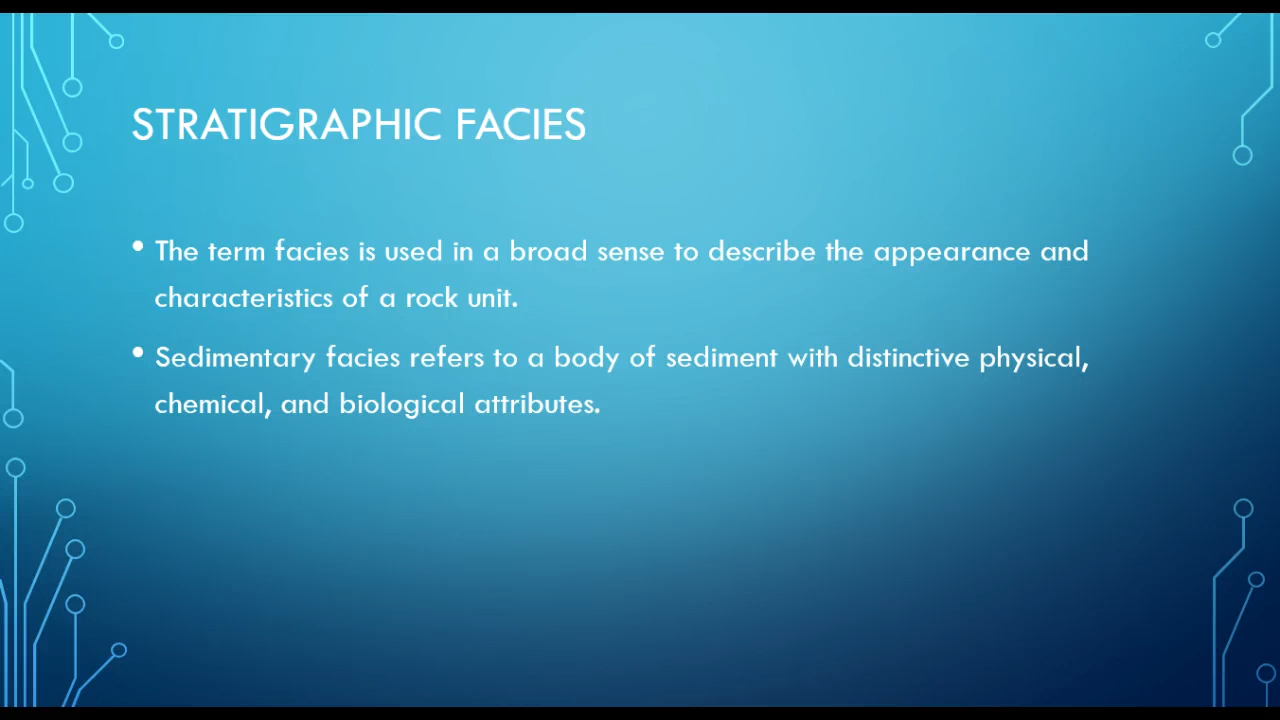 STRATIGRAPHIC FACIES
• The term facies is used in a broad sense to describe the appearance and
characteristics of a rock unit.
• Sedimentary facies refers to a body of sediment with distinctive physical,
chemical, and biological attributes.